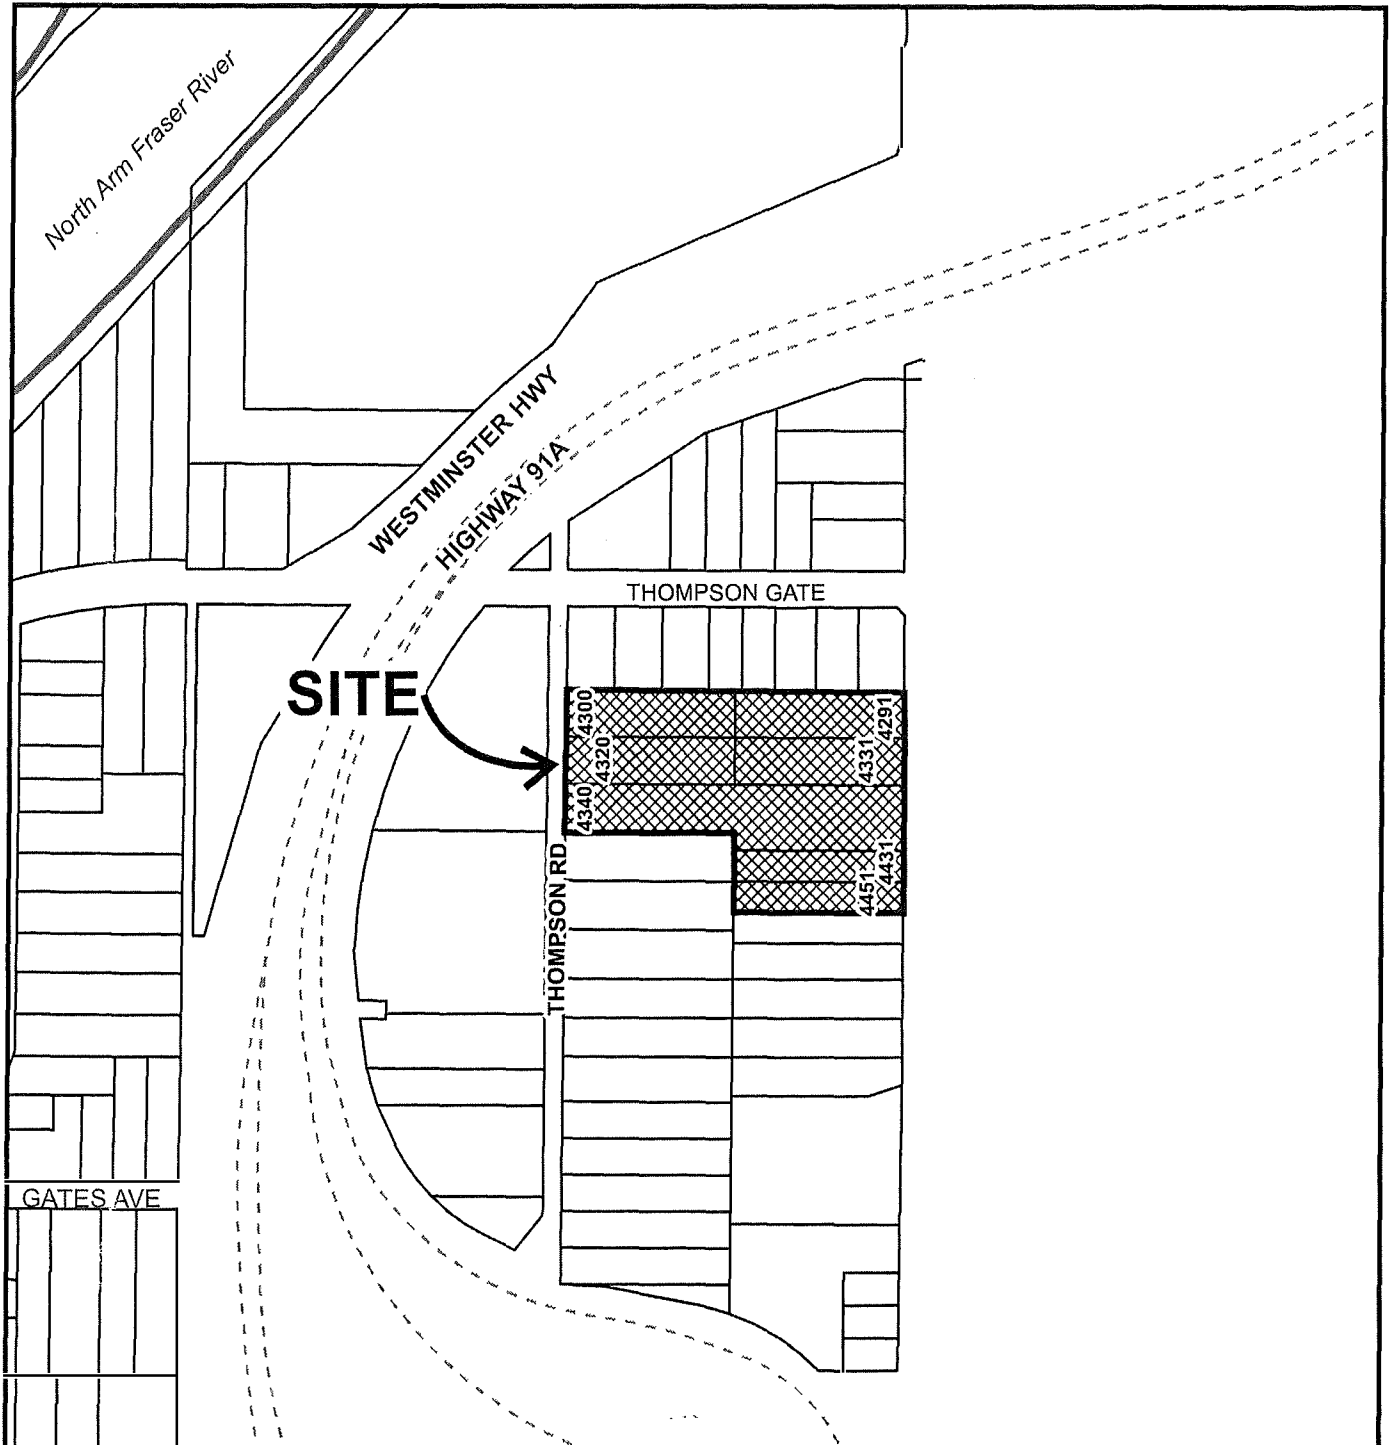 North Arm Fraser River
WESTMINSTER HWY
HIGHWAY 91A
THOMPSON GATE
SITE
4300
4291
4320
4331
4340
4431
4451
THOMPSON RD
GATES AVE